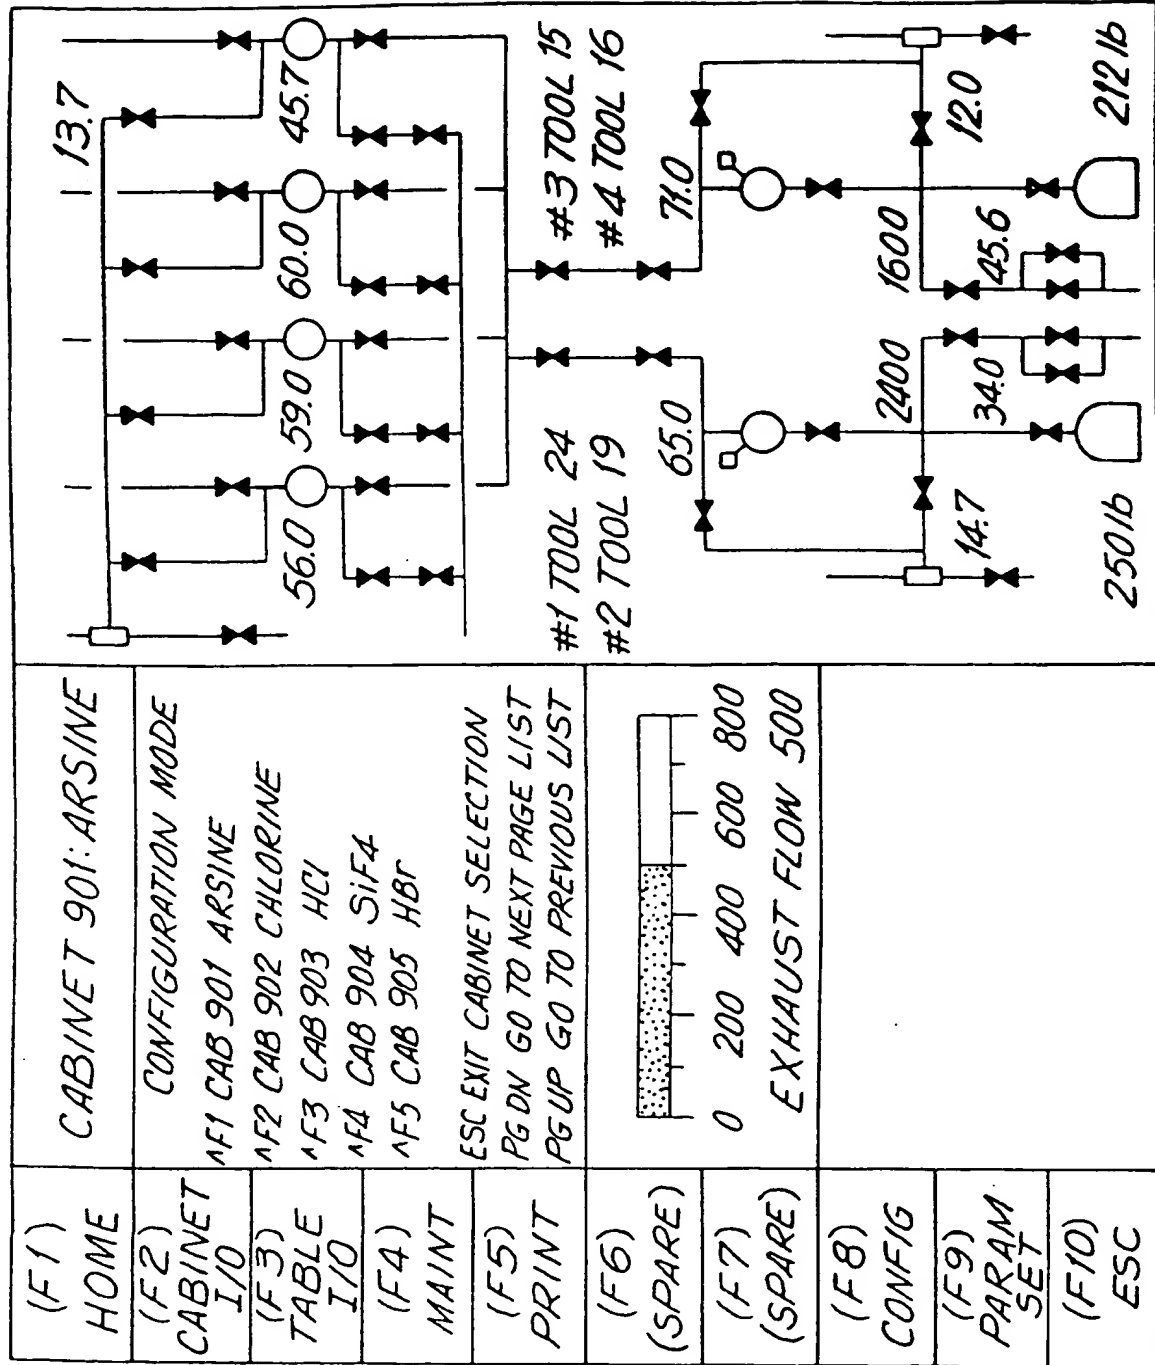 (F1)
HOME
(F2)
CABINET
I/O
(F3)
TABLE
I/O
(F4)
MAINT
(F5)
PRINT
(F6)
(SPARE)
(F7)
(SPARE)
(F8)
CONFIG
(F9)
PARAM
SET
(F10)
ESC
CABINET 901: ARSINE
CONFIGURATION MODE
^F1 CAB 901 ARSINE
^F2 CAB 902 CHLORINE
^F3 CAB 903 HCl
^F4 CAB 904 SiF4
^F5 CAB 905 HBr
ESC EXIT CABINET SELECTION
PG DN GO TO NEXT PAGE LIST
PG UP GO TO PREVIOUS LIST
0 200 400 600 800
EXHAUST FLOW 500
13.7
56.0 59.0 60.0 45.7
#1 TOOL 24 #3 TOOL 15
#2 TOOL 19 #4 TOOL 16
65.0 71.0
2400 1600
14.7 34.0 45.6 12.0
250 lb 212 lb